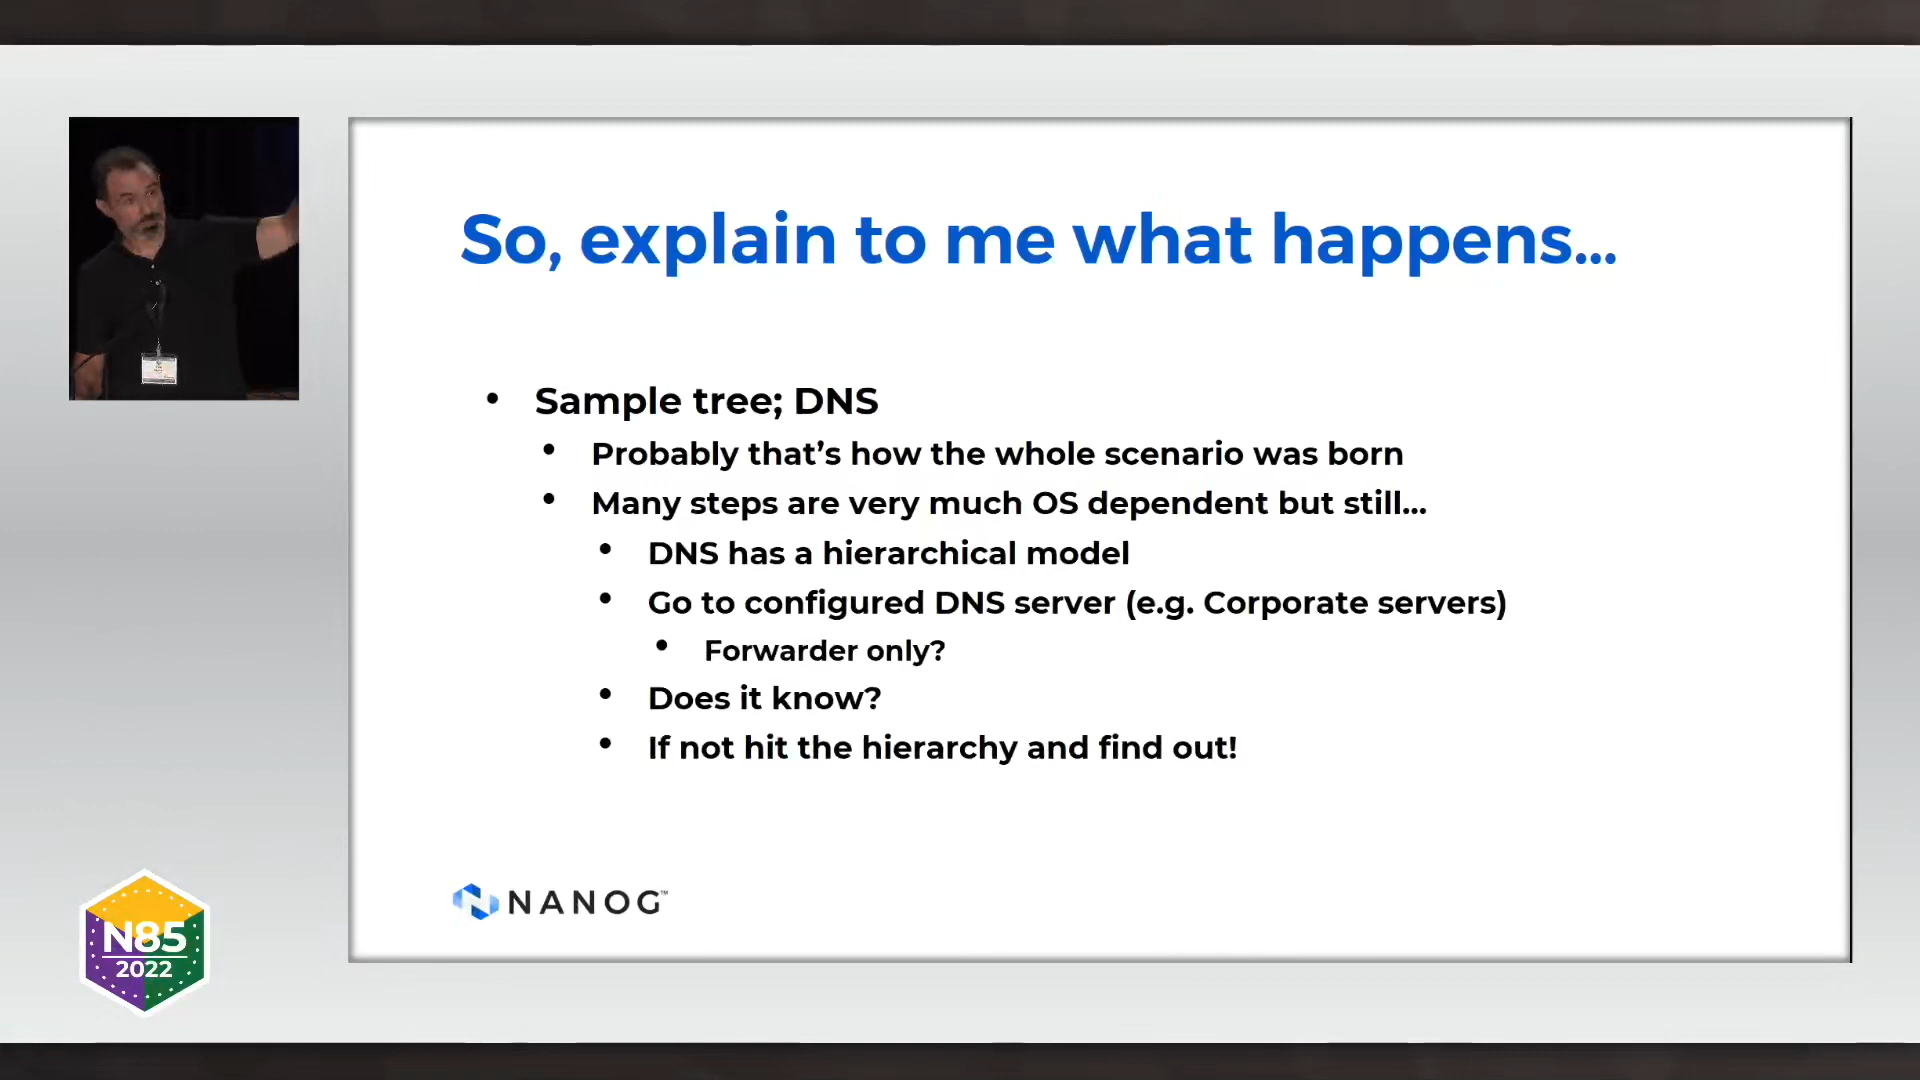 So, explain to me what happens...
• Sample tree; DNS
• Probably that's how the whole scenario was born
• Many steps are very much OS dependent but still...
• DNS has a hierarchical model
• Go to configured DNS server (e.g. Corporate servers)
• Forwarder only?
• Does it know?
• If not hit the hierarchy and find out!
NANOG™
N85
2022